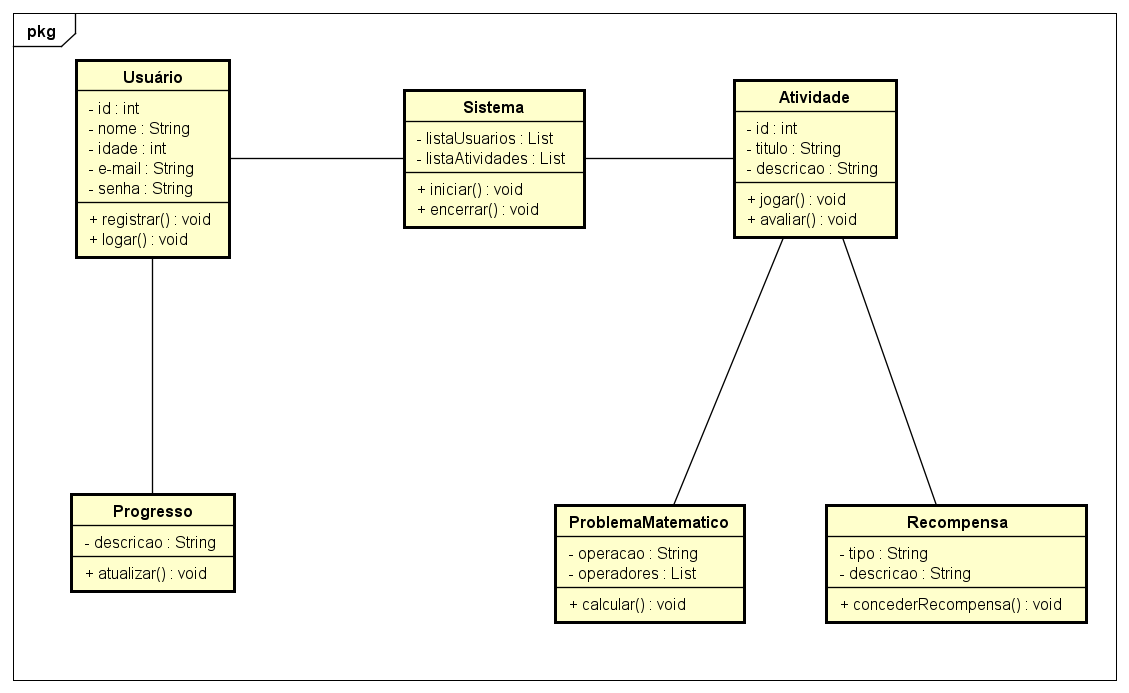 pkg
Usuário
- id : int
- nome : String
- idade : int
- e-mail : String
- senha : String
+ registrar() : void
+ logar() : void
Sistema
- listaUsuarios : List
- listaAtividades : List
+ iniciar() : void
+ encerrar() : void
Atividade
- id : int
- titulo : String
- descricao : String
+ jogar() : void
+ avaliar() : void
Progresso
- descricao : String
+ atualizar() : void
ProblemaMatematico
- operacao : String
- operadores : List
+ calcular() : void
Recompensa
- tipo : String
- descricao : String
+ concederRecompensa() : void